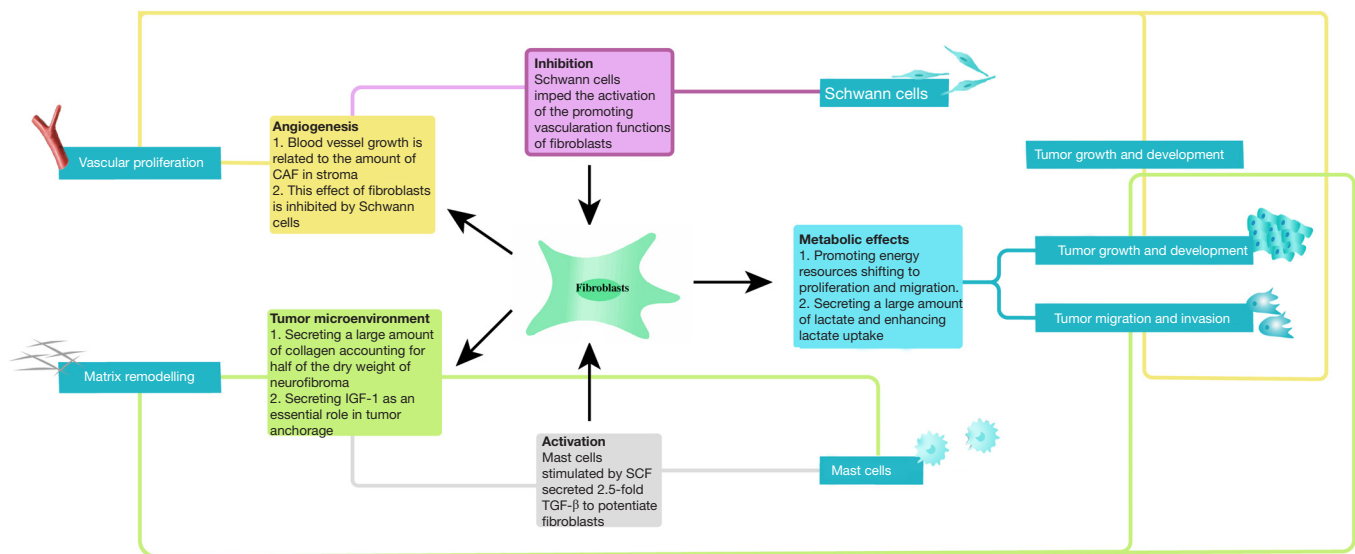 Inhibition
Schwann cells
imped the activation
of the promoting
vascularation functions
of fibroblasts
Schwann cells
Angiogenesis
1. Blood vessel growth is
related to the amount of
CAF in stroma
2. This effect of fibroblasts
is inhibited by Schwann
cells
Vascular proliferation
Tumor growth and development
Metabolic effects
1. Promoting energy
resources shifting to
proliferation and migration.
2. Secreting a large amount
of lactate and enhancing
lactate uptake
Tumor growth and development
Tumor migration and invasion
Fibroblasts
Tumor microenvironment
1. Secreting a large amount
of collagen accounting for
half of the dry weight of
neurofibroma
2. Secreting IGF-1 as an
essential role in tumor
anchorage
Matrix remodelling
Activation
Mast cells
stimulated by SCF
secreted 2.5-fold
TGF-β to potentiate
fibroblasts
Mast cells